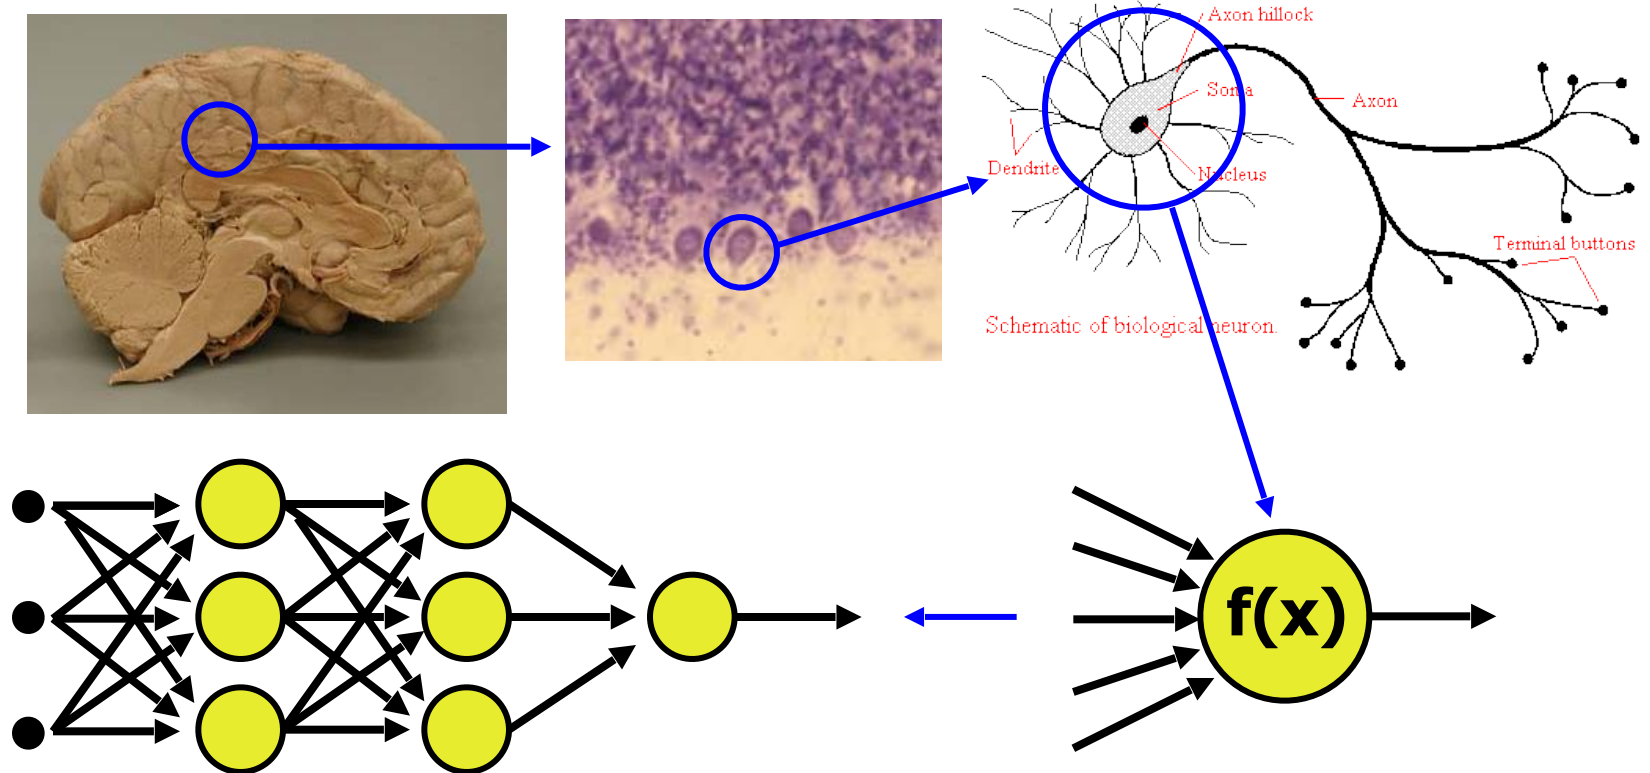 Axon hillock
Soma
Axon
Dendrite
Nucleus
Terminal buttons
Schematic of biological neuron.
f(x)